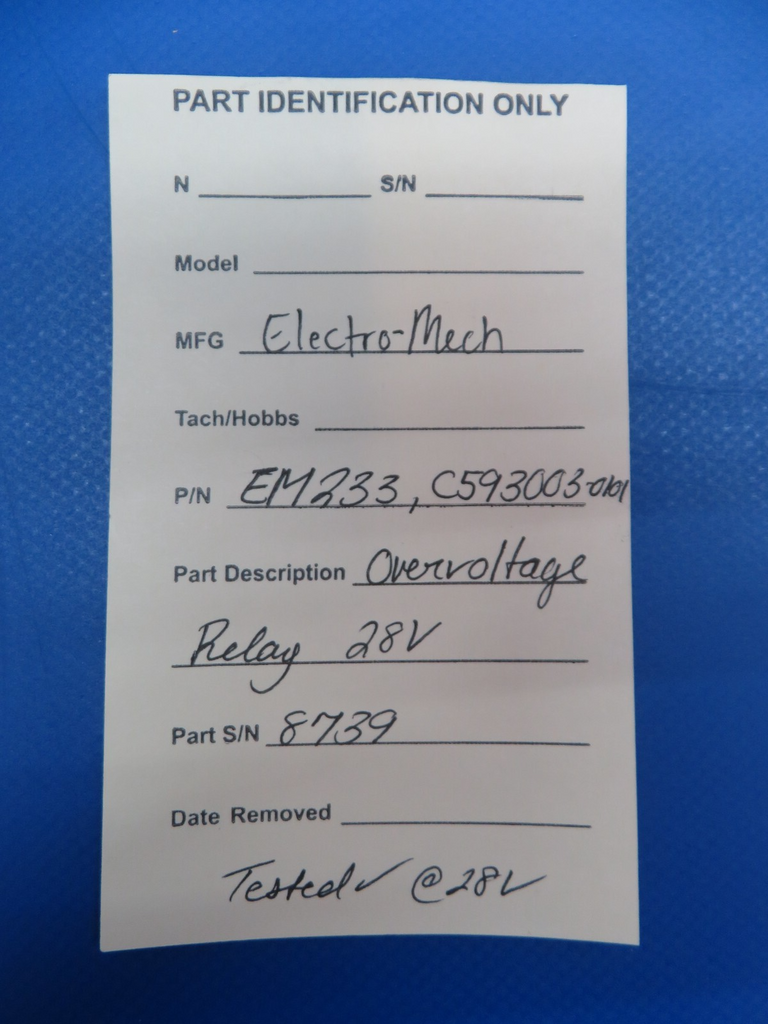 PART IDENTIFICATION ONLY
N S/N
Model
MFG Electro-Mech
Tach/Hobbs
P/N EM233, C593003-0101
Part Description Overvoltage
Relay 28V
Part S/N 8739
Date Removed
Tested✓ @28V